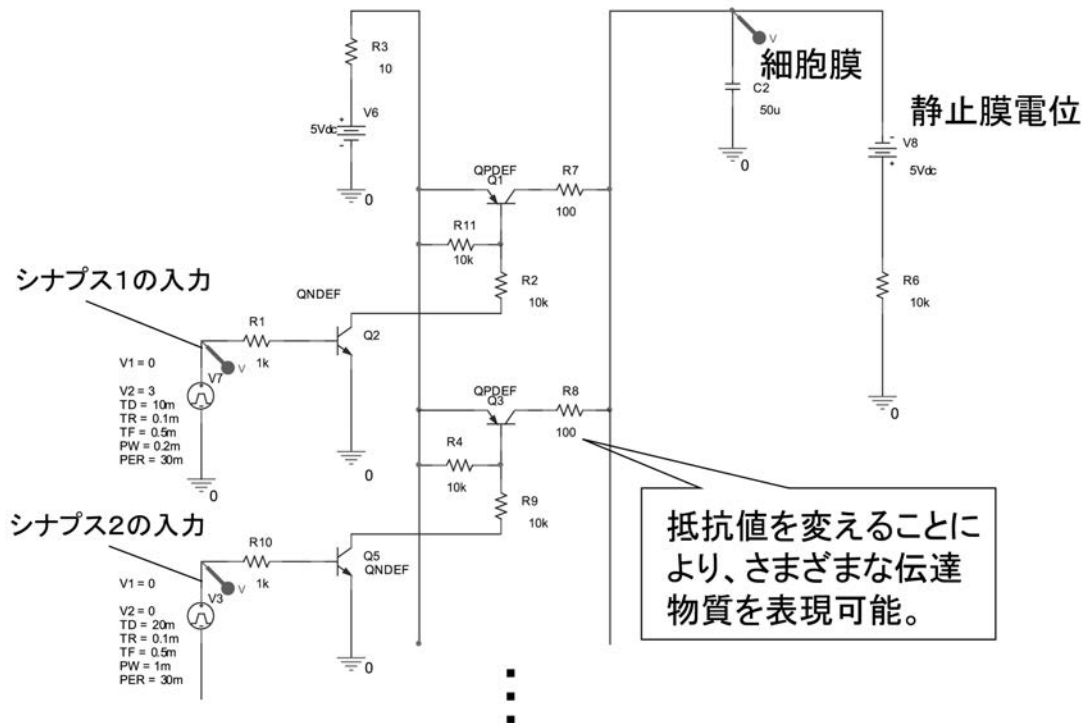 R3
10
V6
5Vdc
0
細胞膜
V
C2
50u
0
静止膜電位
V8
5Vdc
R6
10k
0
QPDEF
Q1
R7
100
R11
10k
R2
10k
シナプス1の入力
QNDEF
R1
1k
Q2
V
V7
V1 = 0
V2 = 3
TD = 10m
TR = 0.1m
TF = 0.5m
PW = 0.2m
PER = 30m
0
0
QPDEF
Q3
R8
100
R4
10k
R9
10k
シナプス2の入力
R10
1k
Q5
QNDEF
V
V3
V1 = 0
V2 = 0
TD = 20m
TR = 0.1m
TF = 0.5m
PW = 1m
PER = 30m
0
抵抗値を変えることに
より、さまざまな伝達
物質を表現可能。